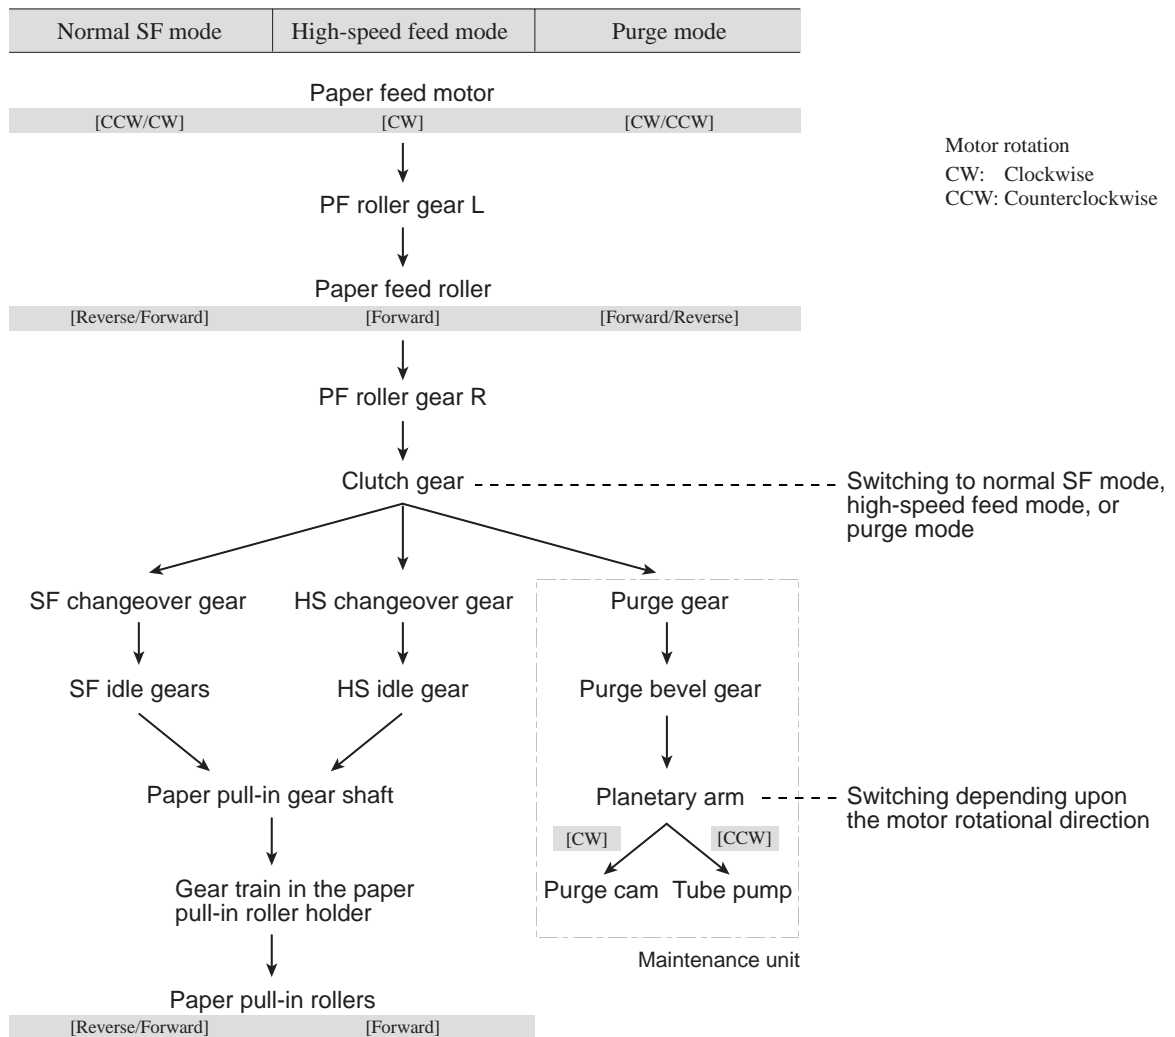 Normal SF mode
High-speed feed mode
Purge mode
Paper feed motor
[CCW/CW]
[CW]
[CW/CCW]
Motor rotation
CW: Clockwise
CCW: Counterclockwise
PF roller gear L
Paper feed roller
[Reverse/Forward]
[Forward]
[Forward/Reverse]
PF roller gear R
Clutch gear
Switching to normal SF mode,
high-speed feed mode, or
purge mode
SF changeover gear
HS changeover gear
Purge gear
SF idle gears
HS idle gear
Purge bevel gear
Paper pull-in gear shaft
Planetary arm
Switching depending upon
the motor rotational direction
[CW]
[CCW]
Gear train in the paper
pull-in roller holder
Purge cam
Tube pump
Maintenance unit
Paper pull-in rollers
[Reverse/Forward]
[Forward]